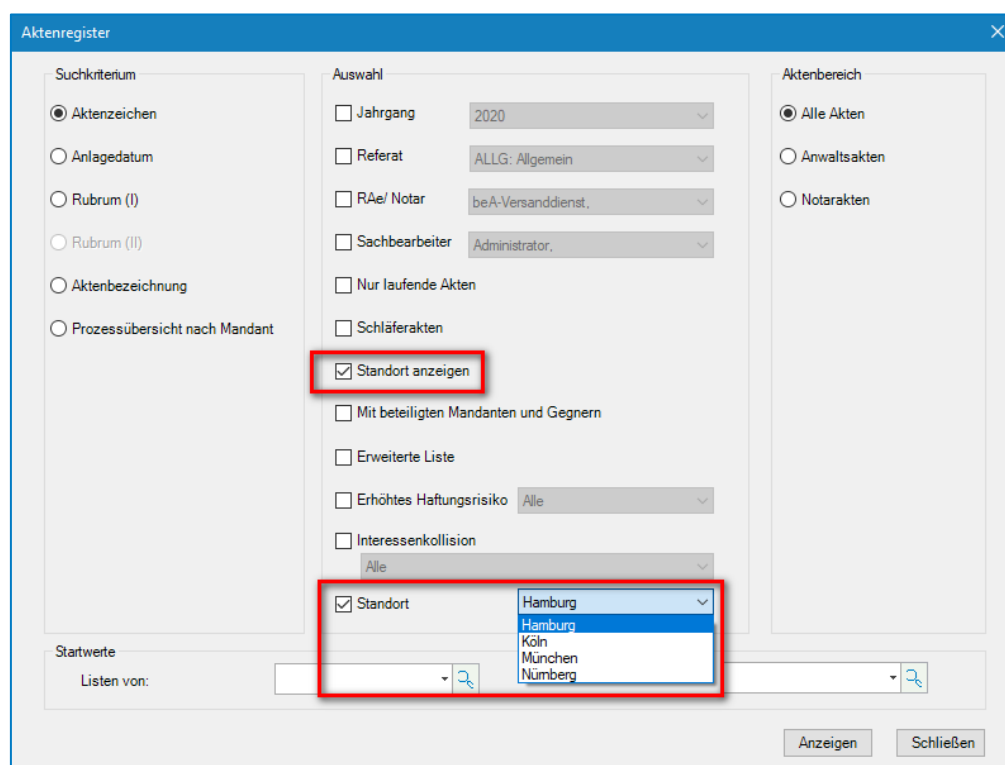 Aktenregister
Suchkriterium
Aktenzeichen
Anlagedatum
Rubrum (I)
Rubrum (II)
Aktenbezeichnung
Prozessübersicht nach Mandant
Auswahl
Jahrgang 2020
Referat ALLG: Allgemein
RAe/ Notar beA-Versanddienst,
Sachbearbeiter Administrator,
Nur laufende Akten
Schläferakten
Standort anzeigen
Mit beteiligten Mandanten und Gegnern
Erweiterte Liste
Erhöhtes Haftungsrisiko Alle
Interessenkollision
Alle
Standort Hamburg
Hamburg
Köln
München
Nürnberg
Aktenbereich
Alle Akten
Anwaltsakten
Notarakten
Startwerte
Listen von:
Anzeigen Schließen